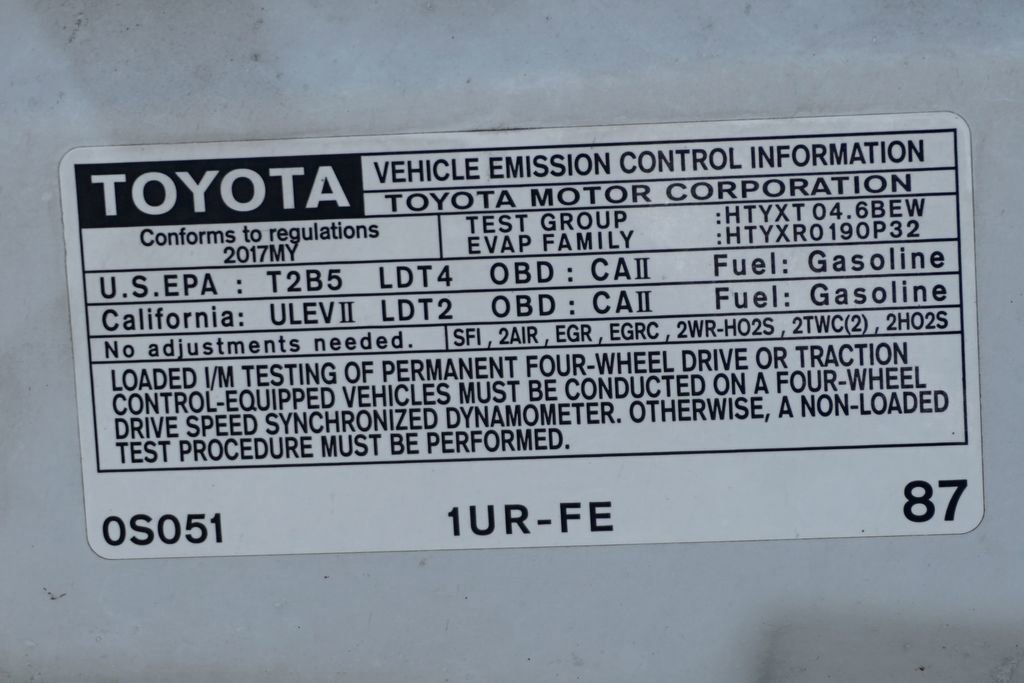 TOYOTA VEHICLE EMISSION CONTROL INFORMATION
TOYOTA MOTOR CORPORATION
Conforms to regulations
2017MY
TEST GROUP :HTYXT 04.6BEW
EVAP FAMILY :HTYXR0190P32
U.S.EPA : T2B5 LDT4 OBD : CAII Fuel: Gasoline
California: ULEVII LDT2 OBD : CAII Fuel: Gasoline
No adjustments needed. SFI , 2AIR , EGR , EGRC , 2WR-HO2S , 2TWC(2) , 2HO2S
LOADED I/M TESTING OF PERMANENT FOUR-WHEEL DRIVE OR TRACTION
CONTROL-EQUIPPED VEHICLES MUST BE CONDUCTED ON A FOUR-WHEEL
DRIVE SPEED SYNCHRONIZED DYNAMOMETER. OTHERWISE, A NON-LOADED
TEST PROCEDURE MUST BE PERFORMED.
0S051 1UR-FE 87